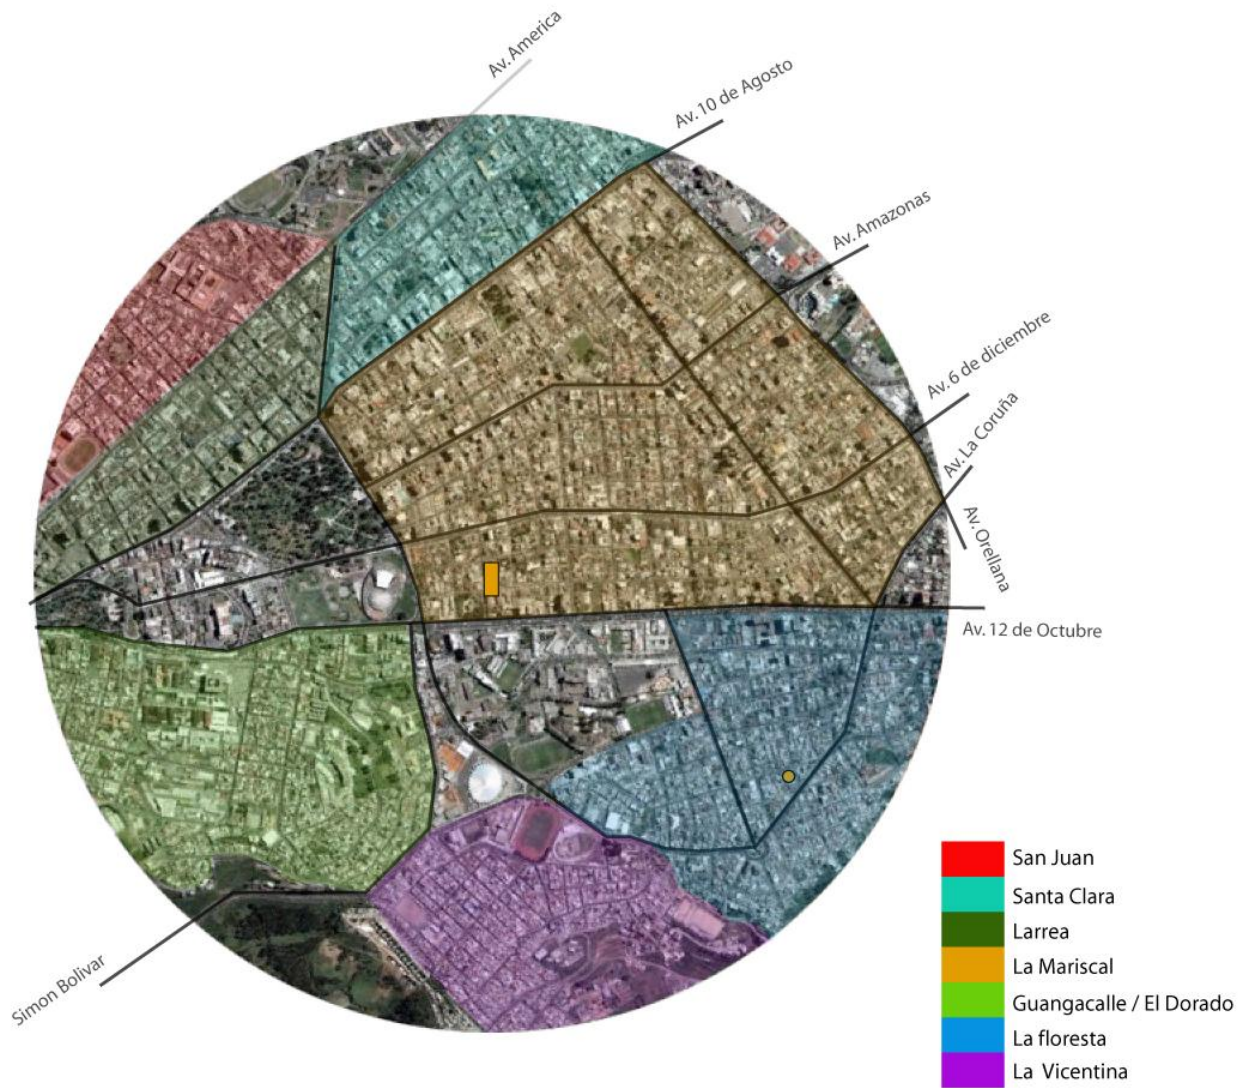 Av. America
Av. 10 de Agosto
Av. Amazonas
Av. 6 de diciembre
Av. La Coruña
Av. Orellana
Av. 12 de Octubre
Simon Bolivar
San Juan
Santa Clara
Larrea
La Mariscal
Guangacalle / El Dorado
La floresta
La Vicentina